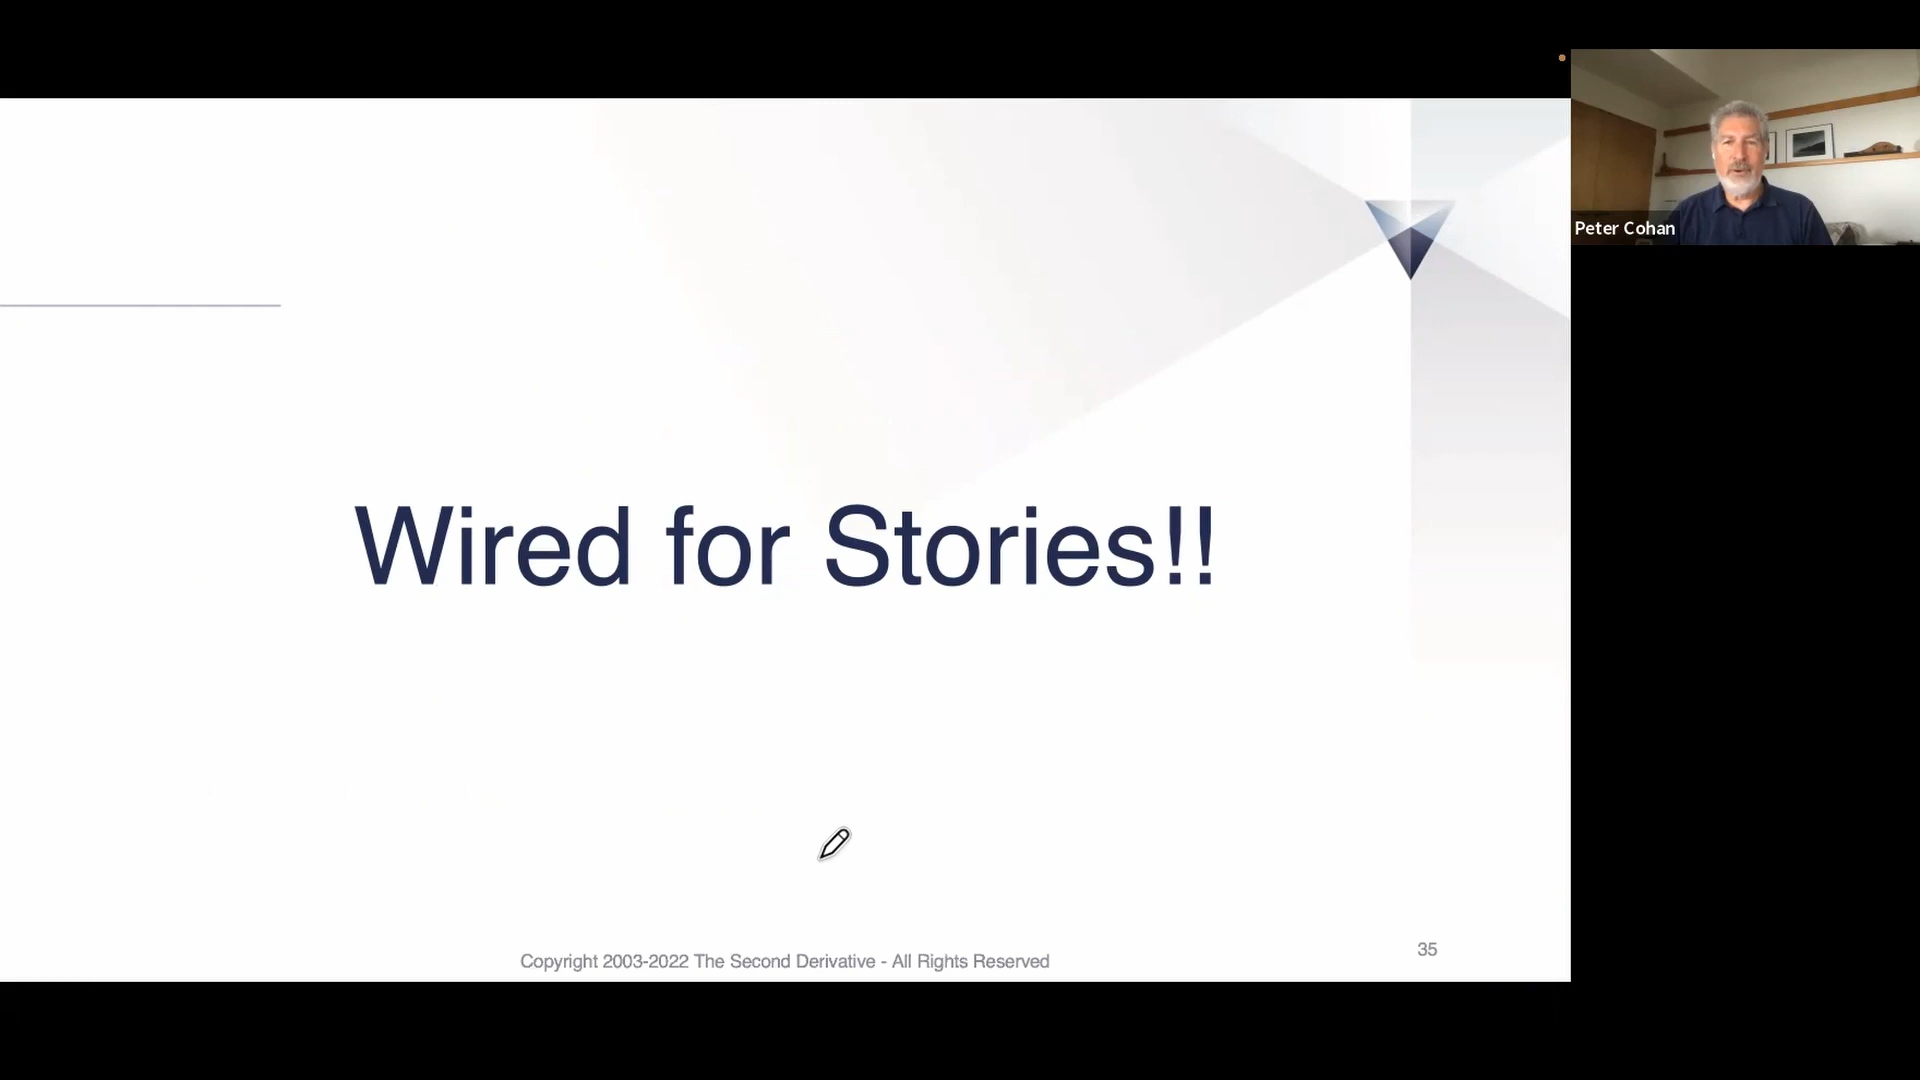 Peter Cohan
Wired for Stories!!
Copyright 2003-2022 The Second Derivative - All Rights Reserved
35